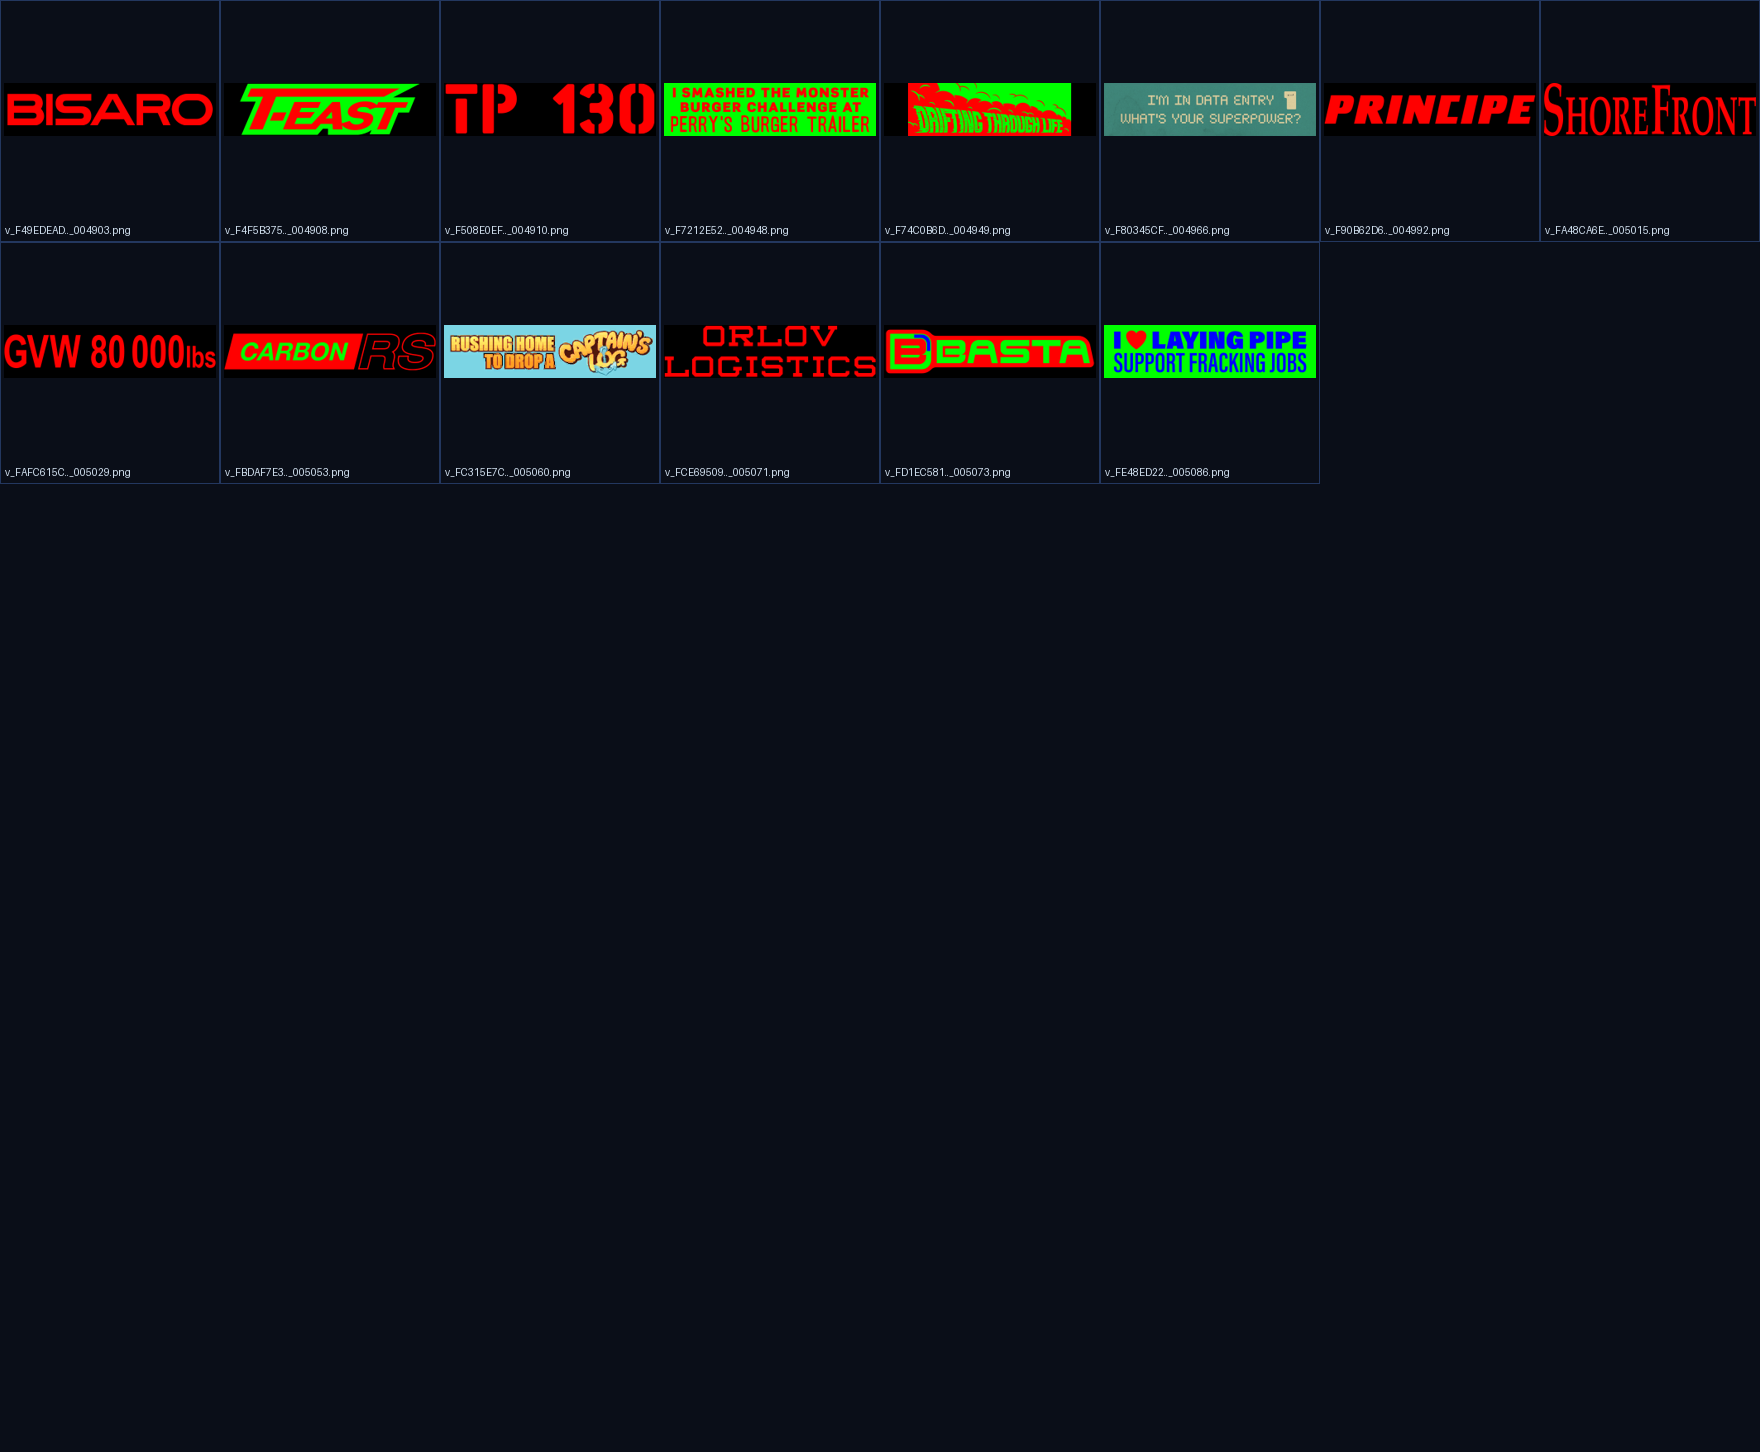 BISARO
T-EAST
TP 130
I SMASHED THE MONSTER
BURGER CHALLENGE AT
PERRY'S BURGER TRAILER
DRIFTING THROUGH LIFE
I'M IN DATA ENTRY
WHAT'S YOUR SUPERPOWER?
PRINCIPE
SHOREFRONT
v_F49EDEAD.._004903.png
v_F4F5B375.._004908.png
v_F508E0EF.._004910.png
v_F7212E52.._004948.png
v_F74C0B6D.._004949.png
v_F80345CF.._004966.png
v_F90B62D6.._004992.png
v_FA48CA6E.._005015.png
GVW 80 000lbs
CARBON RS
RUSHING HOME
TO DROP A
CAPTAIN'S
LOG
ORLOV
LOGISTICS
B BASTA
I ❤ LAYING PIPE
SUPPORT FRACKING JOBS
v_FAFC615C.._005029.png
v_FBDAF7E3.._005053.png
v_FC315E7C.._005060.png
v_FCE69509.._005071.png
v_FD1EC581.._005073.png
v_FE48ED22.._005086.png